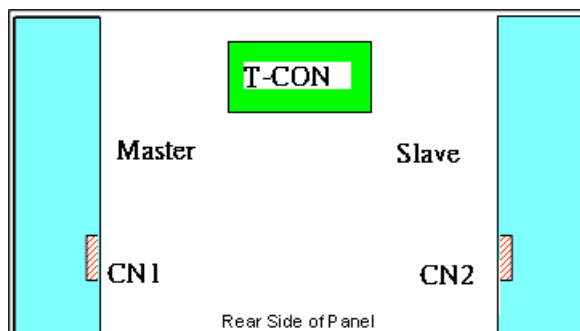 T-CON
Master
Slave
CN1
CN2
Rear Side of Panel